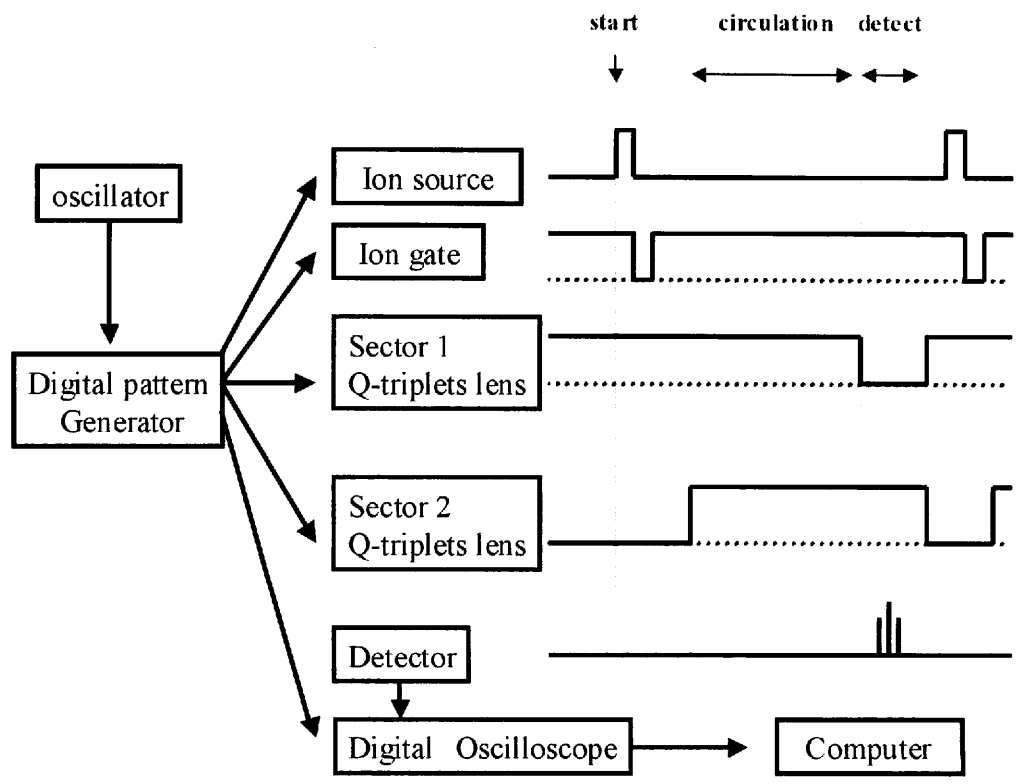 start circulation detect
Ion source
oscillator
Ion gate
Sector 1
Q-triplets lens
Digital pattern
Generator
Sector 2
Q-triplets lens
Detector
Digital Oscilloscope
Computer